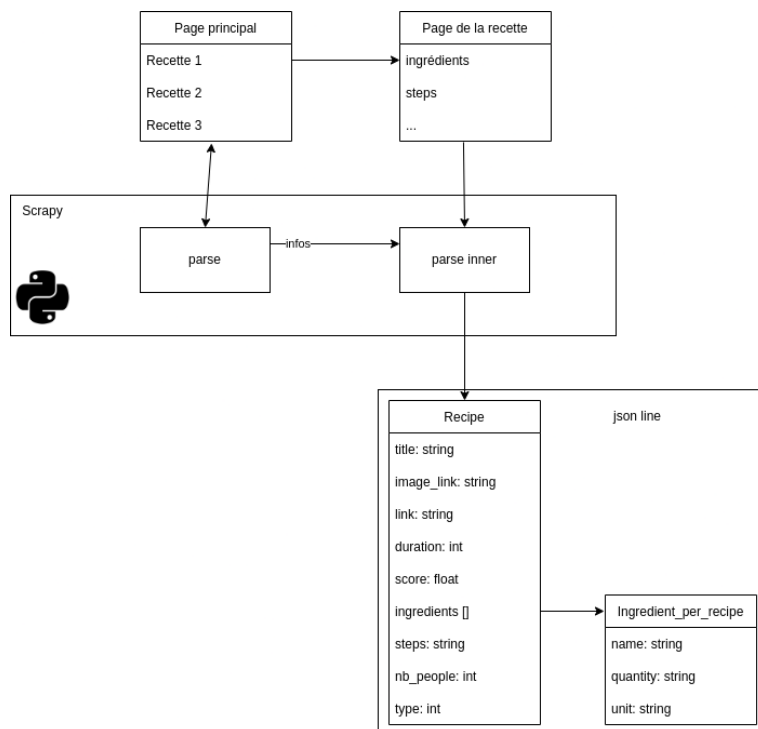 Page principal
Recette 1
Recette 2
Recette 3
Page de la recette
ingrédients
steps
...
Scrapy
parse
infos
parse inner
json line
Recipe
title: string
image_link: string
link: string
duration: int
score: float
ingredients []
steps: string
nb_people: int
type: int
Ingredient_per_recipe
name: string
quantity: string
unit: string